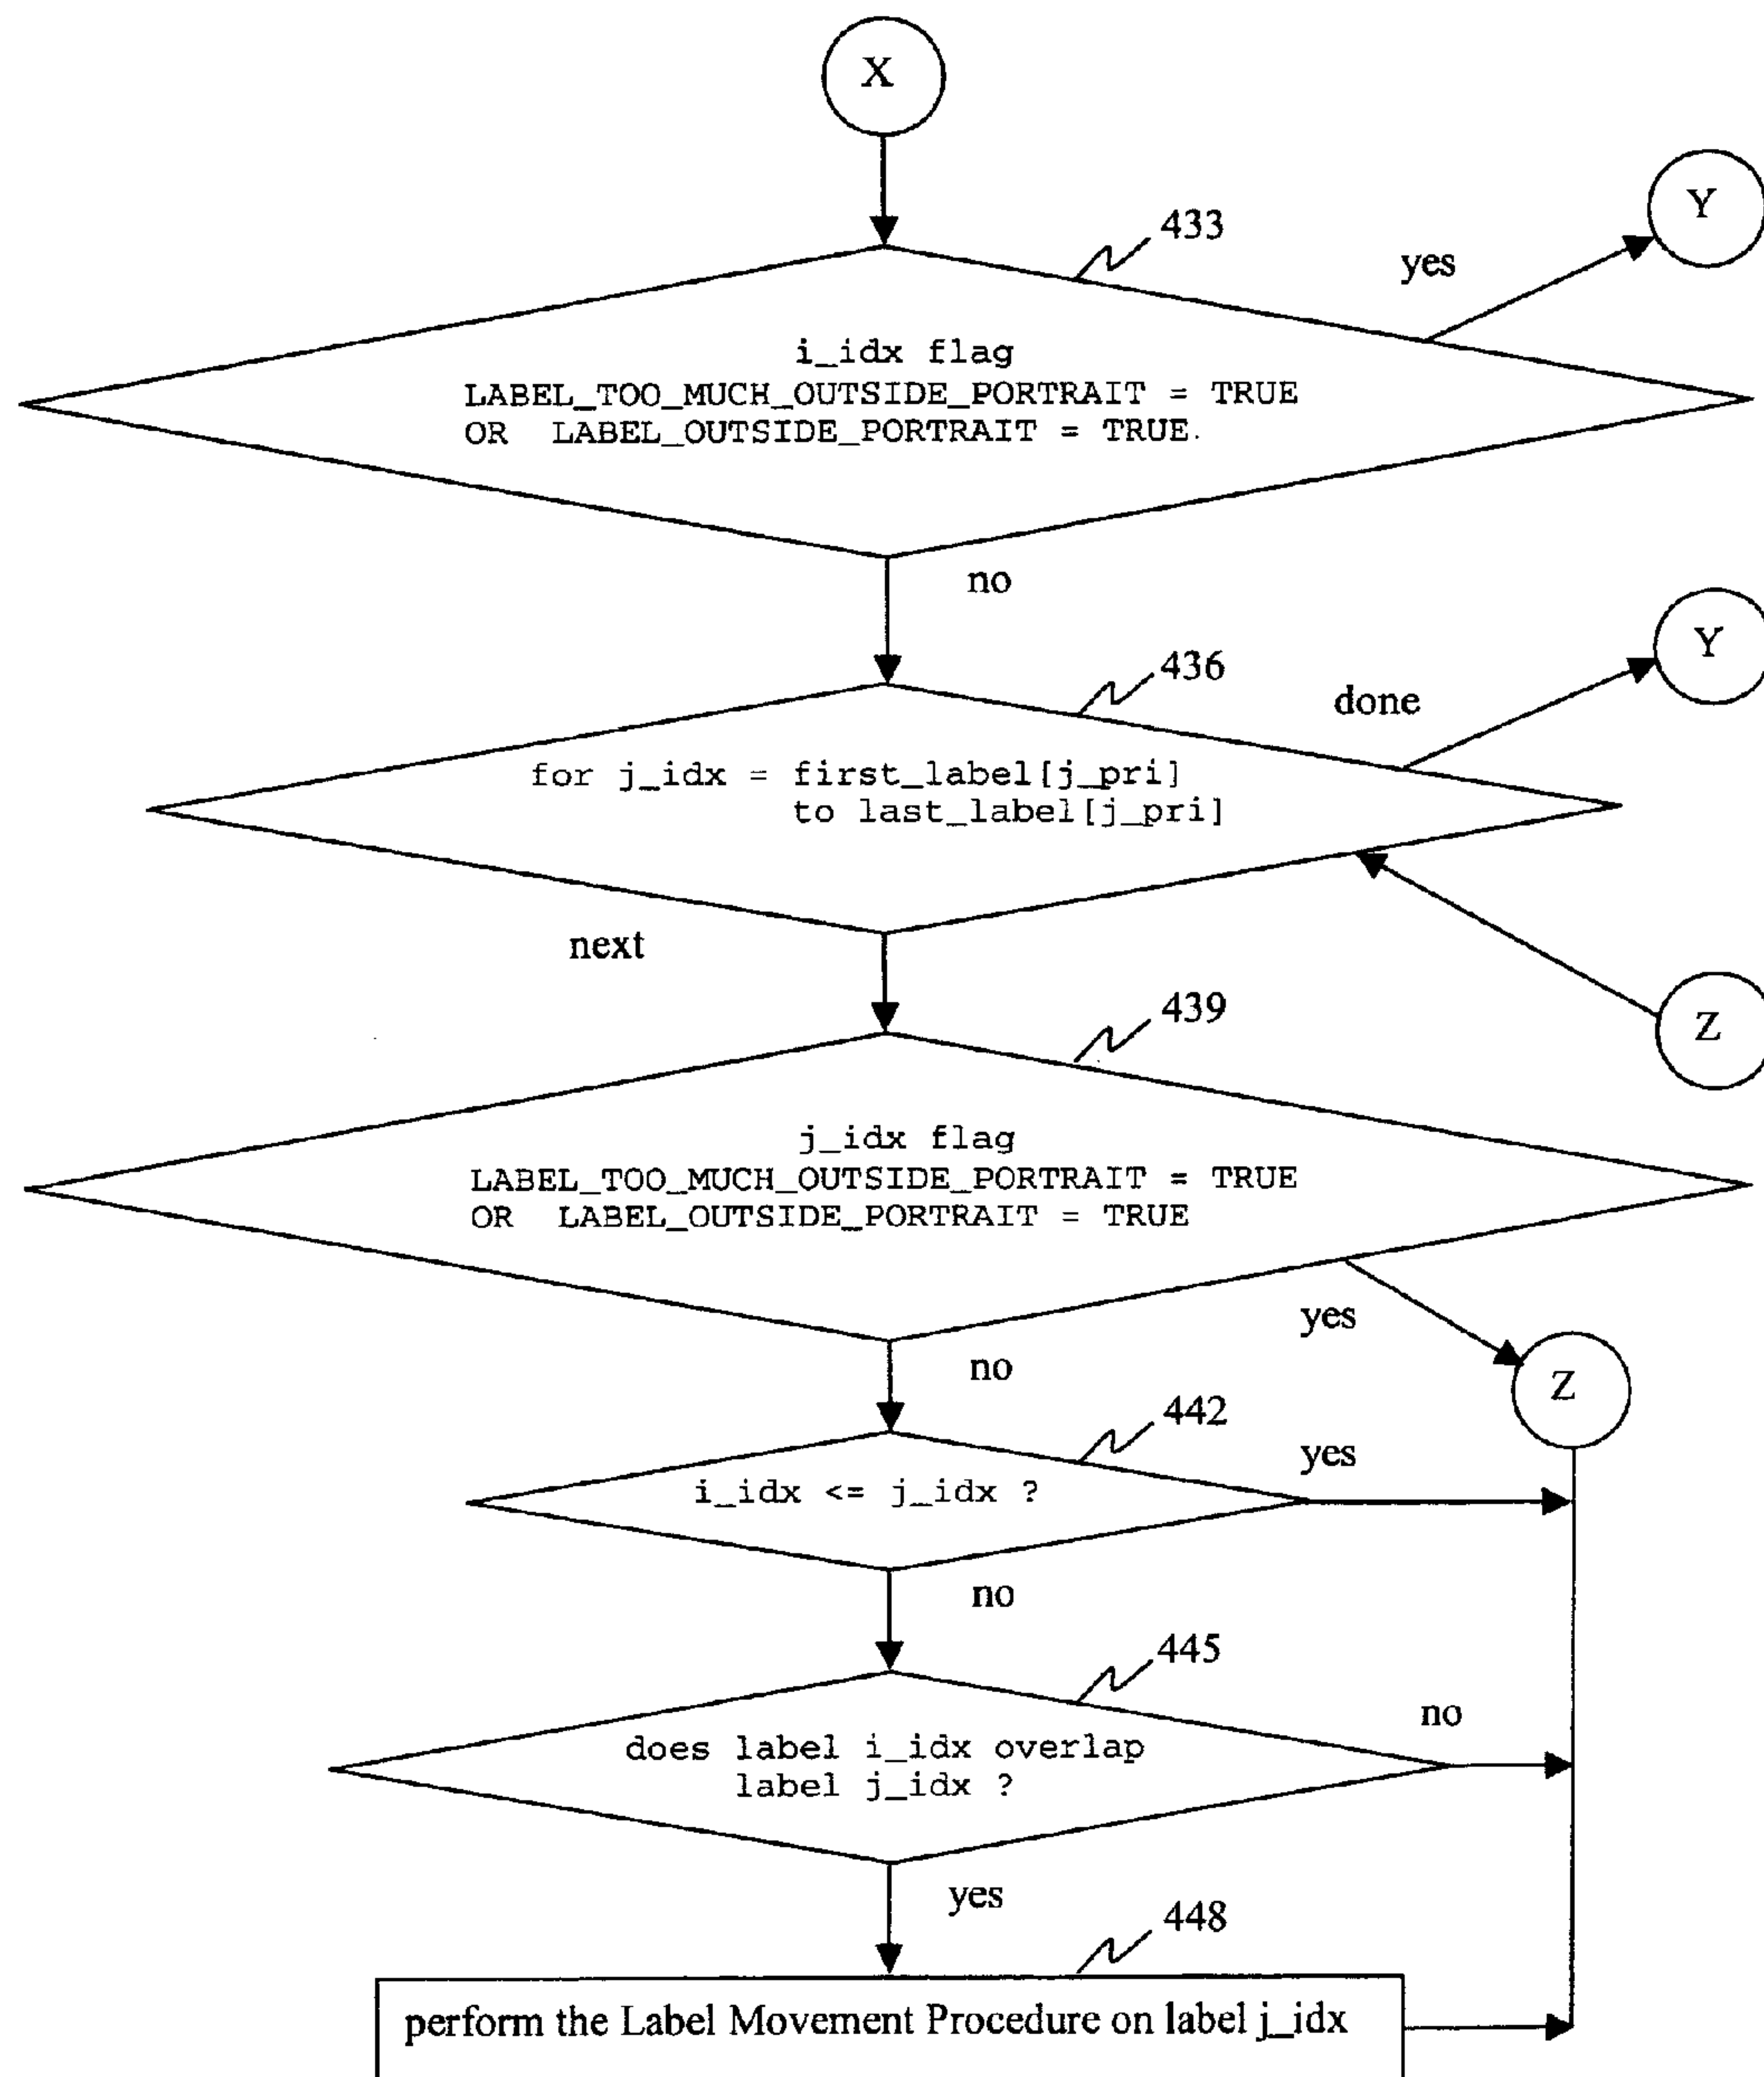 X
433
Y
yes
i_idx flag
LABEL_TOO_MUCH_OUTSIDE_PORTRAIT = TRUE
OR LABEL_OUTSIDE_PORTRAIT = TRUE.
no
436
Y
done
for j_idx = first_label[j_pri]
to last_label[j_pri]
next
439
Z
j_idx flag
LABEL_TOO_MUCH_OUTSIDE_PORTRAIT = TRUE
OR LABEL_OUTSIDE_PORTRAIT = TRUE
yes
no
Z
442
yes
i_idx <= j_idx ?
no
445
no
does label i_idx overlap
label j_idx ?
yes
448
perform the Label Movement Procedure on label j_idx